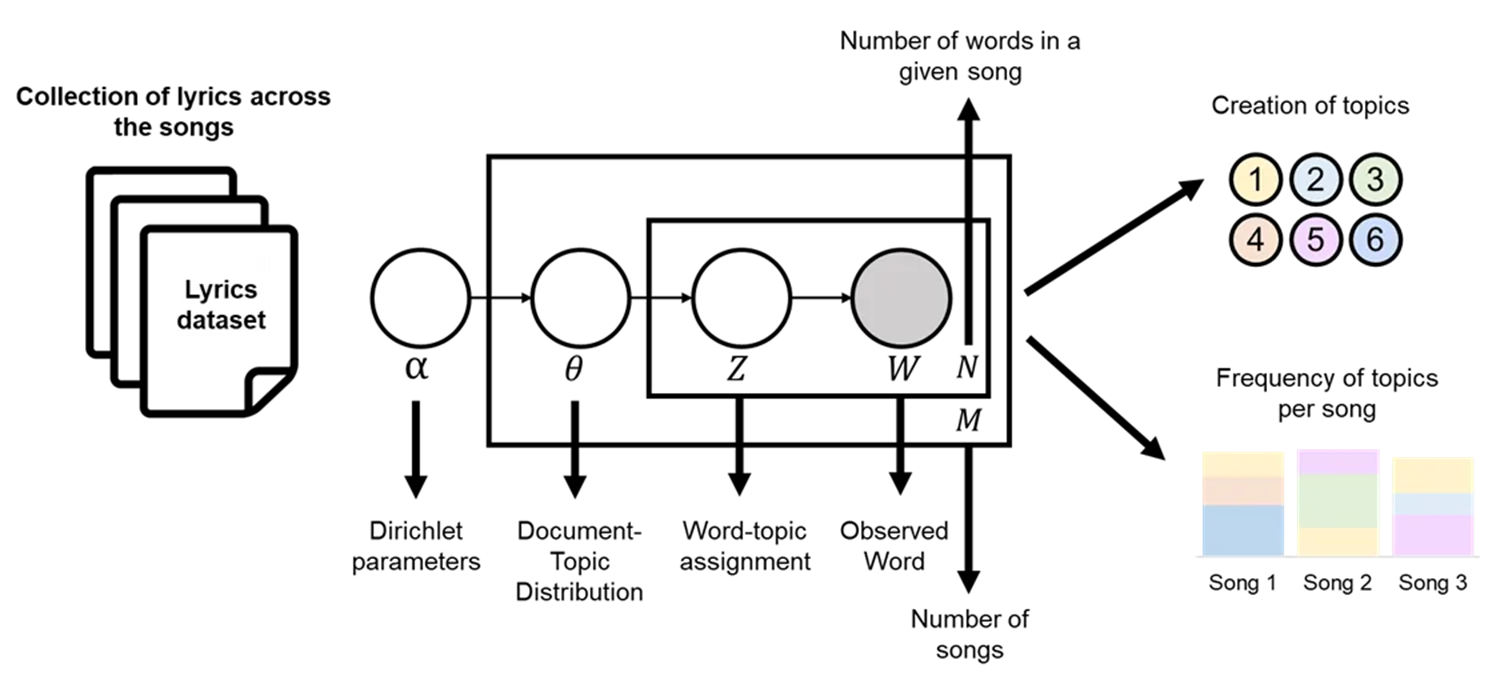 Collection of lyrics across
the songs
Lyrics
dataset
Number of words in a
given song
α
θ
Z
W
N
M
Dirichlet
parameters
Document-
Topic
Distribution
Word-topic
assignment
Observed
Word
Number of
songs
Creation of topics
1 2 3
4 5 6
Frequency of topics
per song
Song 1 Song 2 Song 3